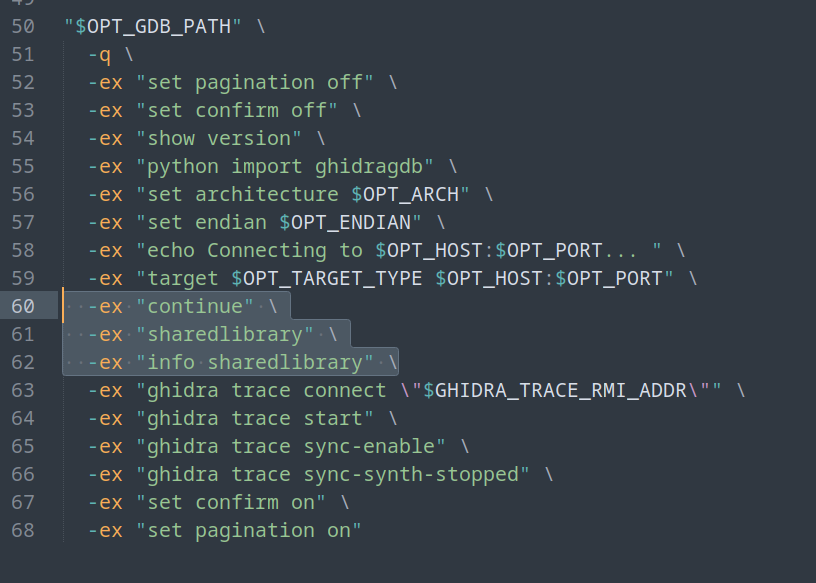 50 "$OPT_GDB_PATH" \
51 -q \
52 -ex "set pagination off" \
53 -ex "set confirm off" \
54 -ex "show version" \
55 -ex "python import ghidragdb" \
56 -ex "set architecture $OPT_ARCH" \
57 -ex "set endian $OPT_ENDIAN" \
58 -ex "echo Connecting to $OPT_HOST:$OPT_PORT... " \
59 -ex "target $OPT_TARGET_TYPE $OPT_HOST:$OPT_PORT" \
60 -ex "continue" \
61 -ex "sharedlibrary" \
62 -ex "info sharedlibrary" \
63 -ex "ghidra trace connect \"$GHIDRA_TRACE_RMI_ADDR\"" \
64 -ex "ghidra trace start" \
65 -ex "ghidra trace sync-enable" \
66 -ex "ghidra trace sync-synth-stopped" \
67 -ex "set confirm on" \
68 -ex "set pagination on"